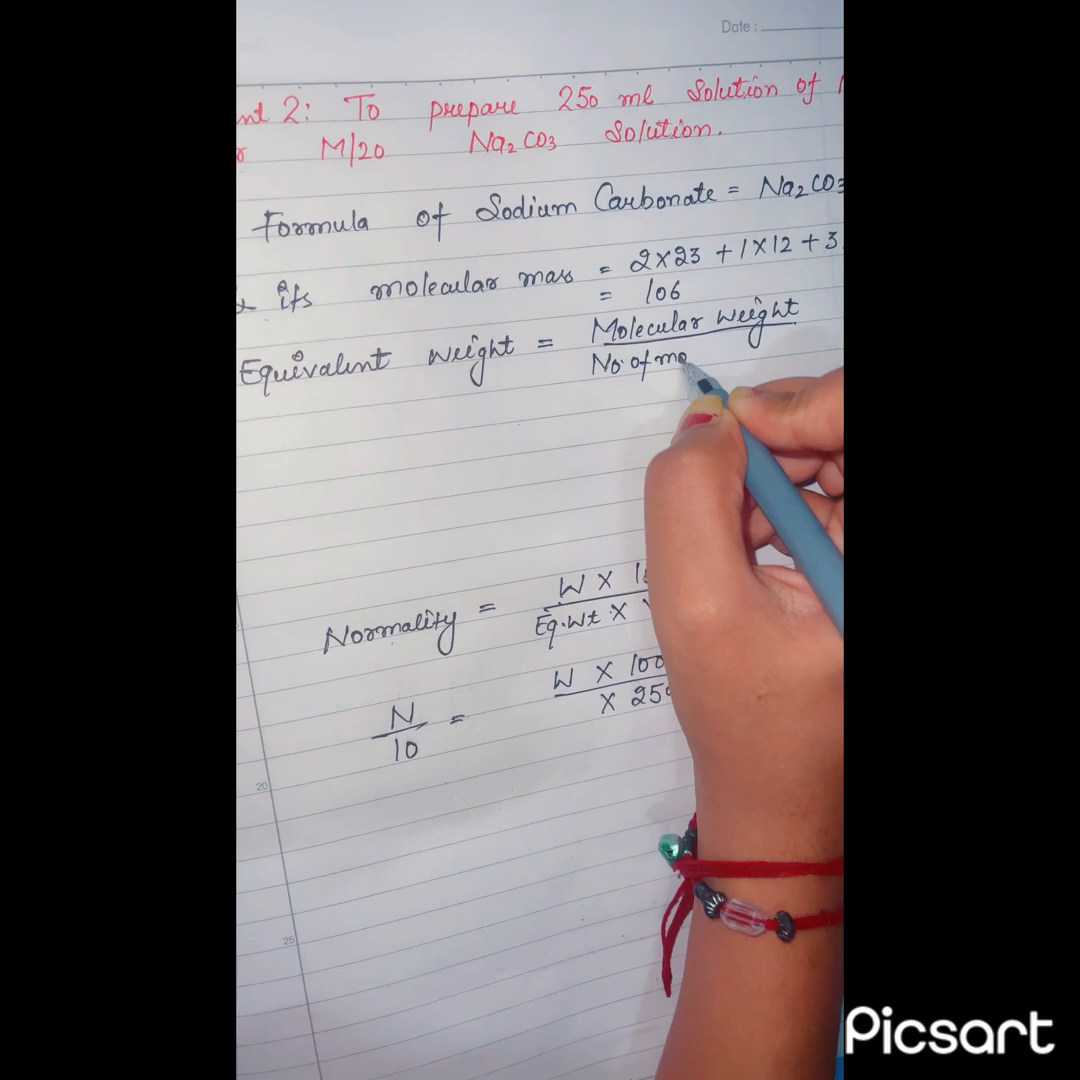 Date :
nt 2: To prepare 250 ml Solution of
M/20 Na₂CO₃ Solution.
Formula of Sodium Carbonate = Na₂CO₃
its molecular mass = 2×23 + 1×12 + 3
= 106
Equivalent Weight = Molecular Weight
No. of mo
Normality = W × 1
Eq.Wt. ×
N = W × 100
10 × 25
20
25
Picsart